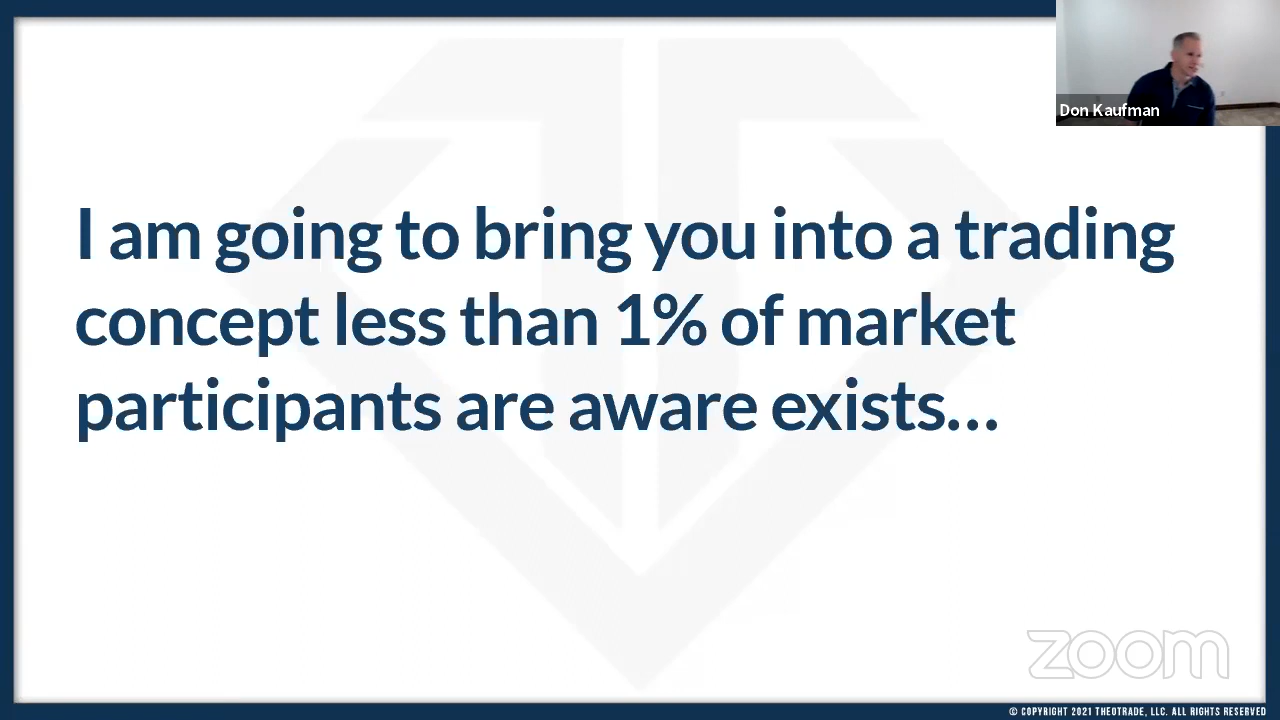 Don Kaufman
I am going to bring you into a trading
concept less than 1% of market
participants are aware exists...
zoom
© COPYRIGHT 2021 THEOTRADE, LLC. ALL RIGHTS RESERVED